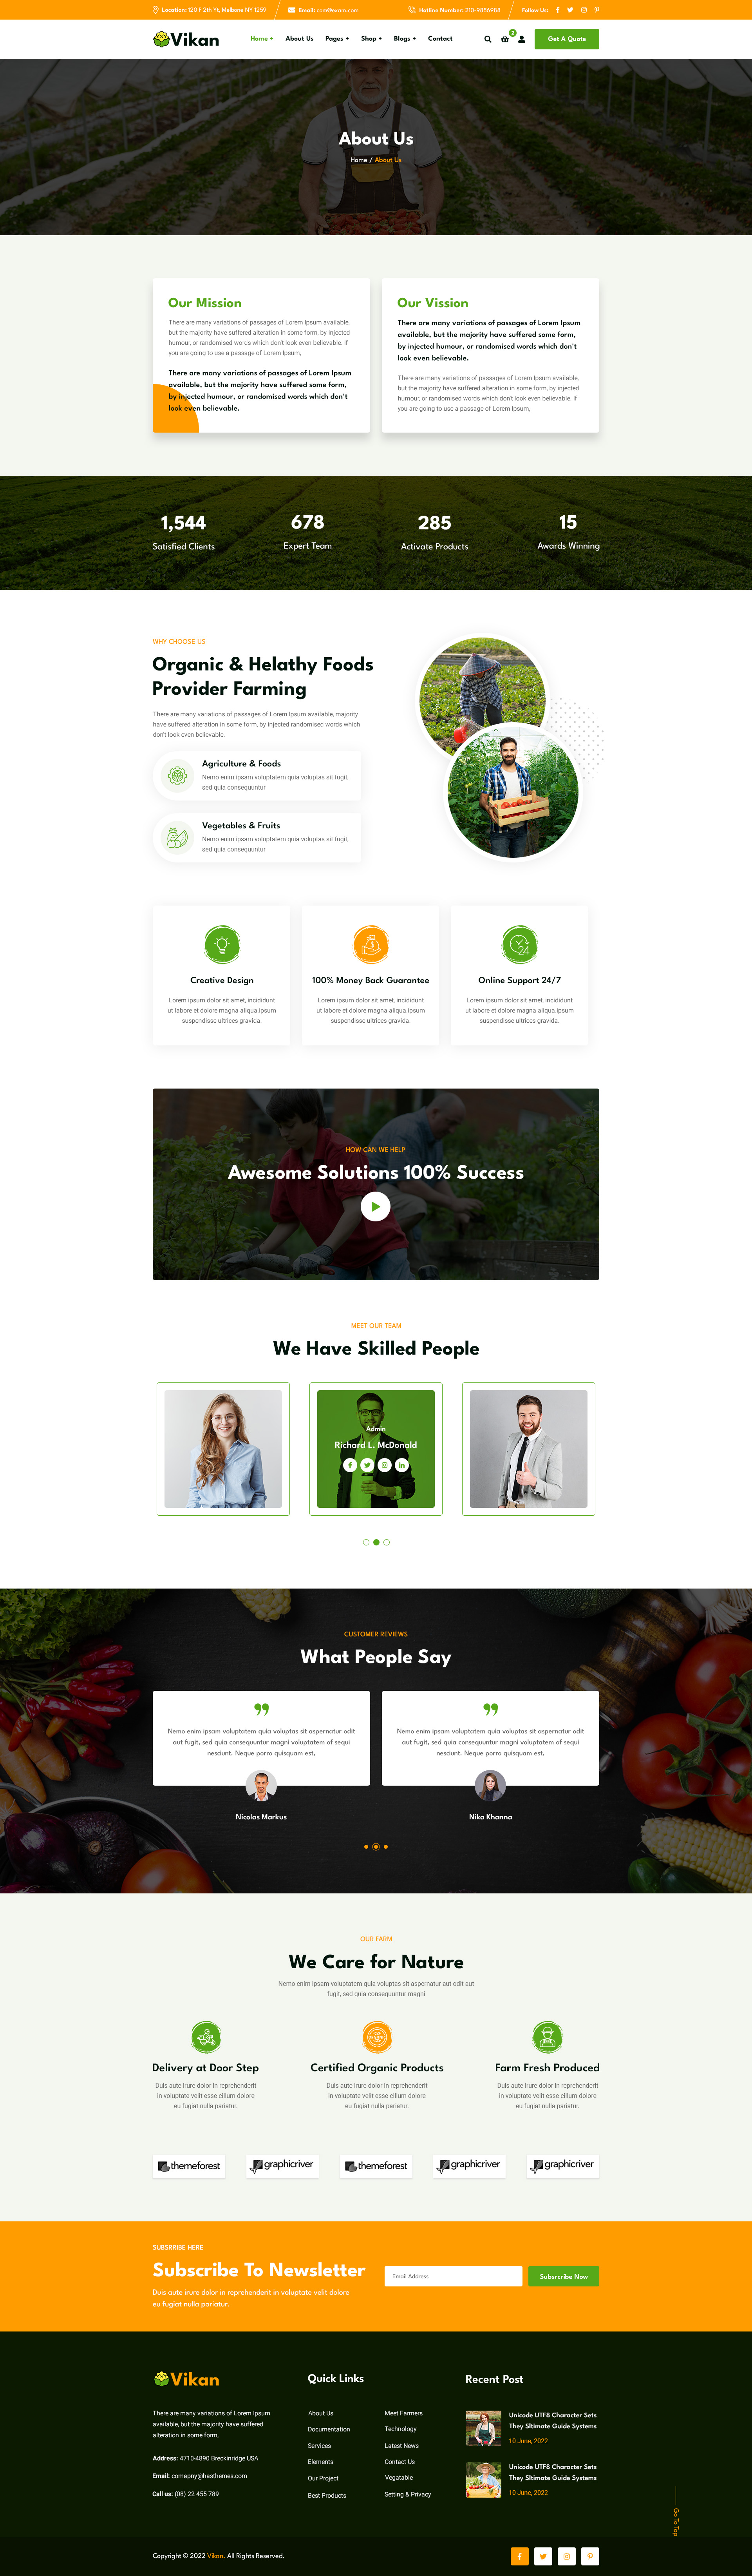 Location: 120 F 28t 11, Melbone NY 1259
Email: com@exarm.com
Hotline Number: 210-9856988
Follow Us:
Vikan
Home +
About Us
Pages +
Shop +
Blogs +
Contact
2
Get A Quote
About Us
Home / About Us
Our Mission
There are many variations of passages of Lorem Ipsum available,
but the majority have suffered alteration in some form, by injected
humour, or randomised words which don't look even believable. If
you are going to use a passage of Lorem Ipsum,
There are many variations of passages of Lorem Ipsum
available, but the majority have suffered some form,
by injected humour, or randomised words which don't
look even believable.
Our Vission
There are many variations of passages of Lorem Ipsum
available, but the majority have suffered some form,
by injected humour, or randomised words which don't
look even believable.
There are many variations of passages of Lorem Ipsum available,
but the majority have suffered alteration in some form, by injected
humour, or randomised words which don't look even believable. If
you are going to use a passage of Lorem Ipsum,
1,544
Satisfied Clients
678
Expert Team
285
Activate Products
15
Awards Winning
WHY CHOOSE US
Organic & Helathy Foods
Provider Farming
There are many variations of passages of Lorem Ipsum available, majority
have suffered alteration in some form, by injected randomised words which
don't look even believable.
Agriculture & Foods
Nemo enim ipsam voluptatem quia voluptas sit fugit,
sed quia consequuntur
Vegetables & Fruits
Nemo enim ipsam voluptatem quia voluptas sit fugit,
sed quia consequuntur
Creative Design
Lorem ipsum dolor sit amet, incididunt
ut labore et dolore magna aliqua.ipsum
suspendisse ultrices gravida.
100% Money Back Guarantee
Lorem ipsum dolor sit amet, incididunt
ut labore et dolore magna aliqua.ipsum
suspendisse ultrices gravida.
24
Online Support 24/7
Lorem ipsum dolor sit amet, incididunt
ut labore et dolore magna aliqua.ipsum
suspendisse ultrices gravida.
HOW CAN WE HELP
Awesome Solutions 100% Success
MEET OUR TEAM
We Have Skilled People
Admin
Richard L. McDonald
CUSTOMER REVIEWS
What People Say
Nemo enim ipsam voluptatem quia voluptas sit aspernatur odit
aut fugit, sed quia consequuntur magni voluptatem of sequi
nesciunt. Neque porro quisquam est,
Nicolas Markus
Nemo enim ipsam voluptatem quia voluptas sit aspernatur odit
aut fugit, sed quia consequuntur magni voluptatem of sequi
nesciunt. Neque porro quisquam est,
Nika Khanna
OUR FARM
We Care for Nature
Nemo enim ipsam voluptatem quia voluptas sit aspernatur aut odit aut
fugit, sed quia consequuntur magni
Delivery at Door Step
Duis aute irure dolor in reprehenderit
in voluptate velit esse cillum dolore
eu fugiat nulla pariatur.
Certified Organic Products
Duis aute irure dolor in reprehenderit
in voluptate velit esse cillum dolore
eu fugiat nulla pariatur.
Farm Fresh Produced
Duis aute irure dolor in reprehenderit
in voluptate velit esse cillum dolore
eu fugiat nulla pariatur.
themeforest
graphicriver
themeforest
graphicriver
graphicriver
SUBSRRIBE HERE
Subscribe To Newsletter
Duis aute irure dolor in reprehenderit in voluptate velit dolore
eu fugiat nulla pariatur.
Email Address
Subsrcribe Now
Vikan
There are many variations of Lorem Ipsum
available, but the majority have suffered
alteration in some form,
Address: 4710-4890 Breckinridge USA
Email: comapny@hasthemes.com
Call us: (08) 22 455 789
Quick Links
About Us
Documentation
Services
Elements
Our Project
Best Products
Meet Farmers
Technology
Latest News
Contact Us
Vegatable
Setting & Privacy
Recent Post
Unicode UTF8 Character Sets
They Sltimate Guide Systems
10 June, 2022
Unicode UTF8 Character Sets
They Sltimate Guide Systems
10 June, 2022
Go To Top
Copyright © 2022 Vikan. All Rights Reserved.